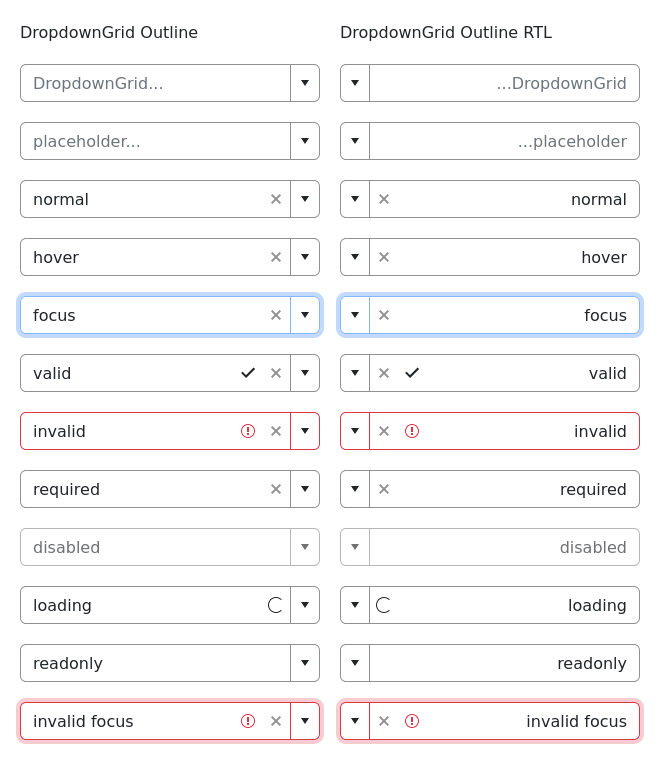 DropdownGrid Outline
DropdownGrid...
placeholder...
normal
hover
focus
valid
invalid
required
disabled
loading
readonly
invalid focus
DropdownGrid Outline RTL
...DropdownGrid
...placeholder
normal
hover
focus
valid
invalid
required
disabled
loading
readonly
invalid focus